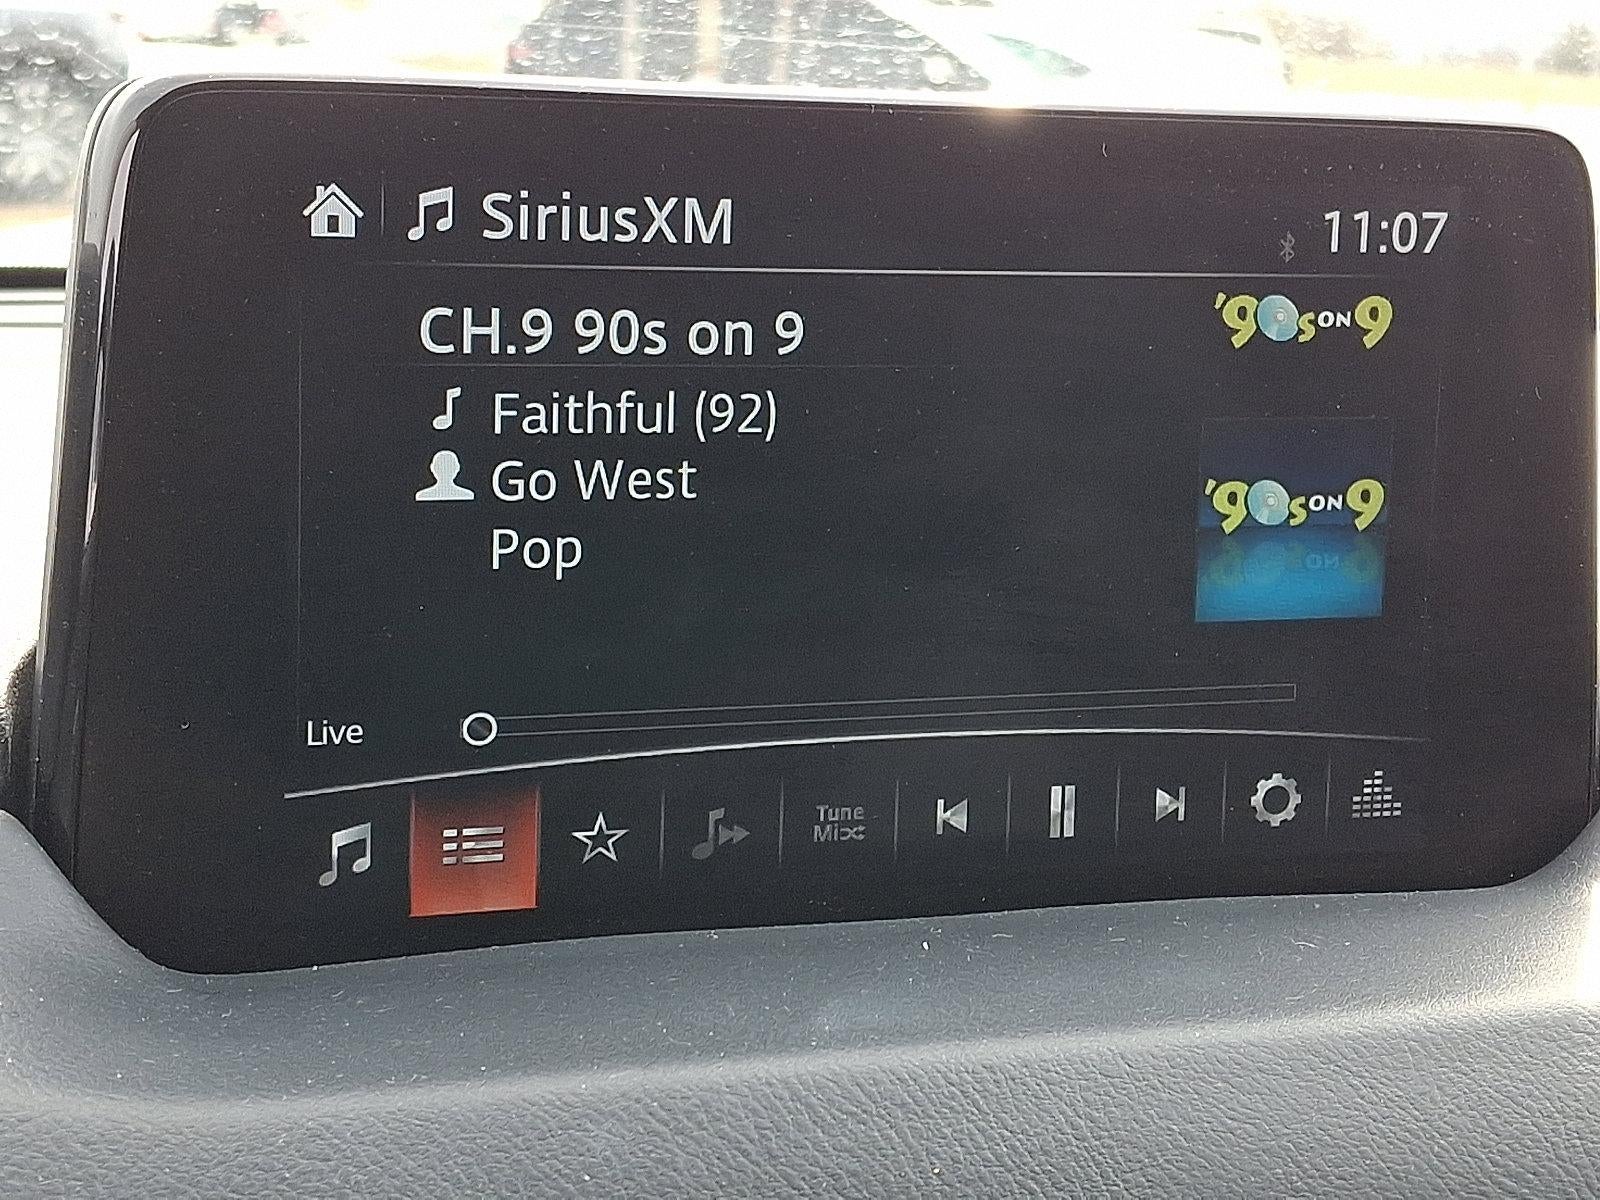 SiriusXM
11:07
CH.9 90s on 9
'90s ON 9
Faithful (92)
Go West
Pop
'90s ON 9
Live
Tune
Mix